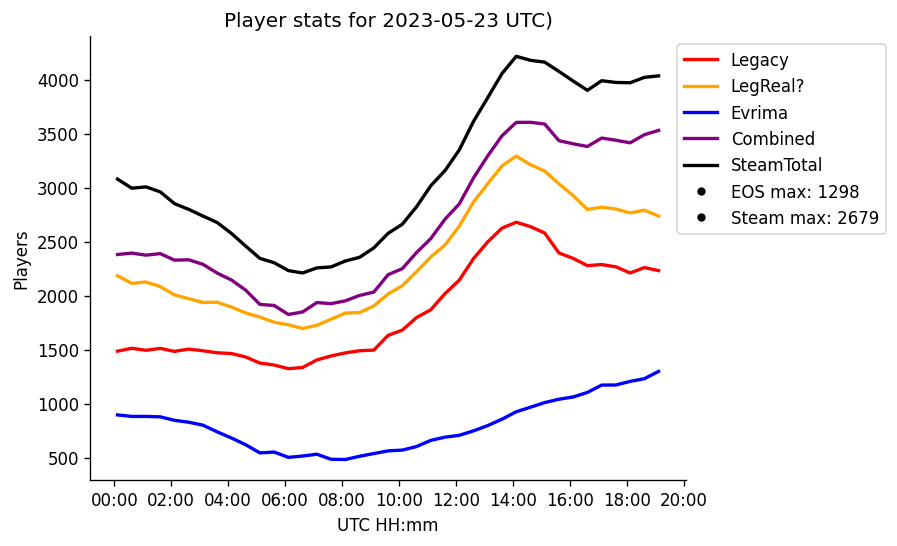 Player stats for 2023-05-23 UTC)
Legacy
LegReal?
Evrima
Combined
SteamTotal
EOS max: 1298
Steam max: 2679
Players
4000
3500
3000
2500
2000
1500
1000
500
00:00 02:00 04:00 06:00 08:00 10:00 12:00 14:00 16:00 18:00 20:00
UTC HH:mm